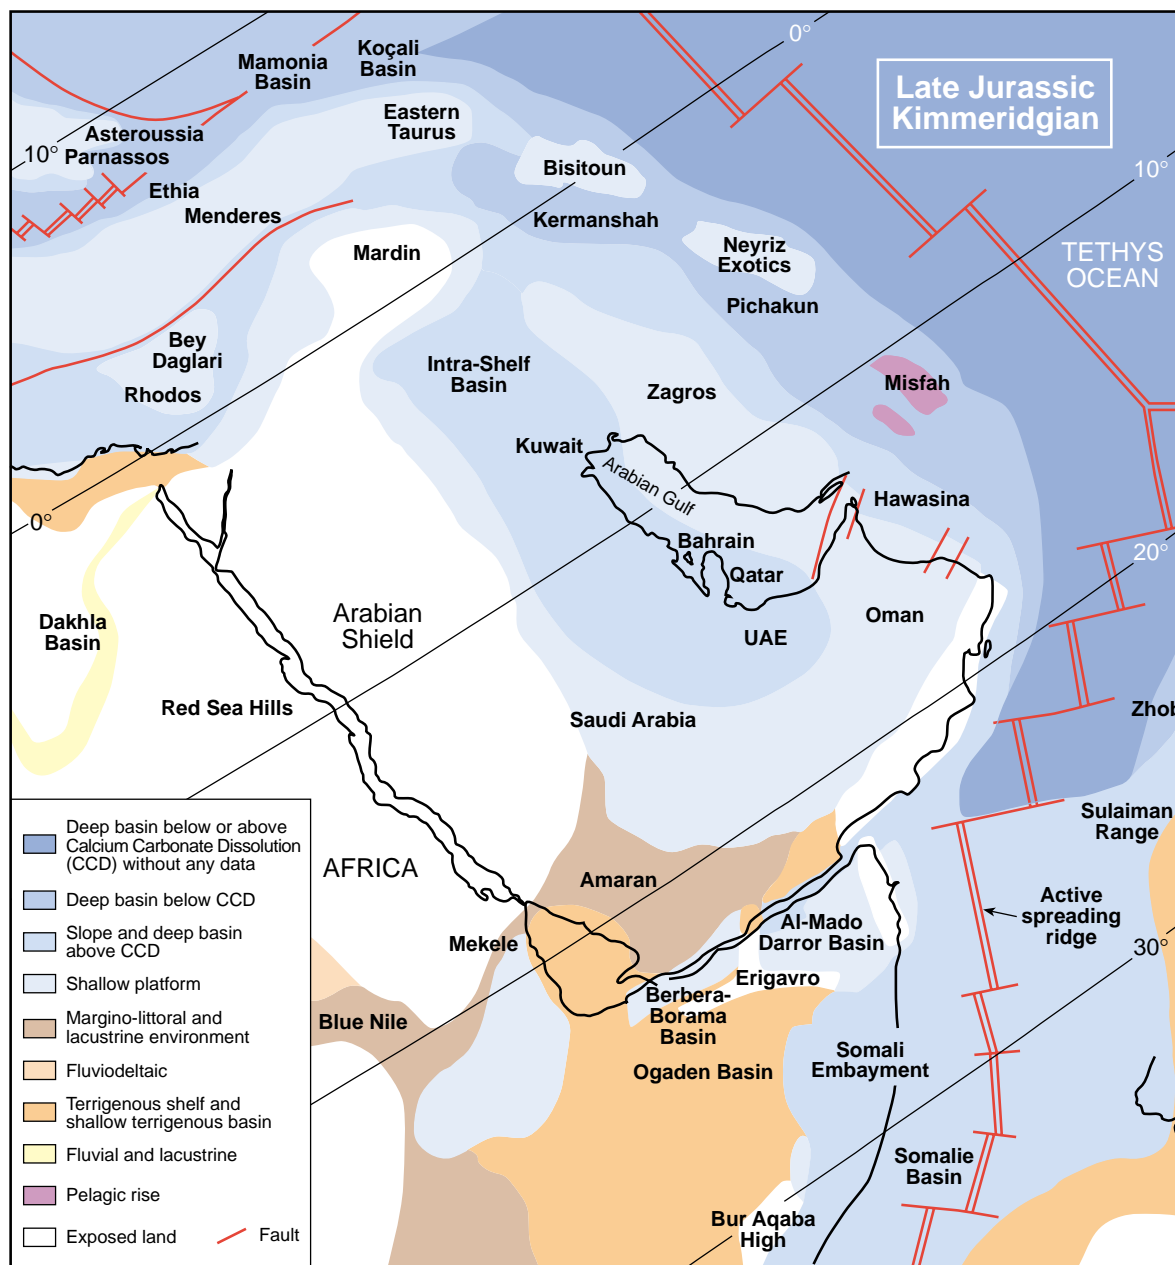 0°
Late Jurassic
Kimmeridgian
Mamonia
Basin
Koçali
Basin
Eastern
Taurus
Asteroussia
10°
Parnassos
Ethia
Menderes
Bisitoun
10°
Kermanshah
Mardin
Neyriz
Exotics
TETHYS
OCEAN
Pichakun
Bey
Daglari
Rhodos
Intra-Shelf
Basin
Zagros
Misfah
Kuwait
Arabian Gulf
Hawasina
0°
Bahrain
Qatar
20°
Dakhla
Basin
Arabian
Shield
UAE
Oman
Red Sea Hills
Saudi Arabia
Zhob
Sulaiman
Range
AFRICA
Amaran
Active
spreading
ridge
Al-Mado
Darror Basin
Mekele
30°
Erigavro
Berbera-
Borama
Basin
Blue Nile
Ogaden Basin
Somali
Embayment
Somalie
Basin
Bur Aqaba
High
Deep basin below or above
Calcium Carbonate Dissolution
(CCD) without any data
Deep basin below CCD
Slope and deep basin
above CCD
Shallow platform
Margino-littoral and
lacustrine environment
Fluviodeltaic
Terrigenous shelf and
shallow terrigenous basin
Fluvial and lacustrine
Pelagic rise
Exposed land
Fault